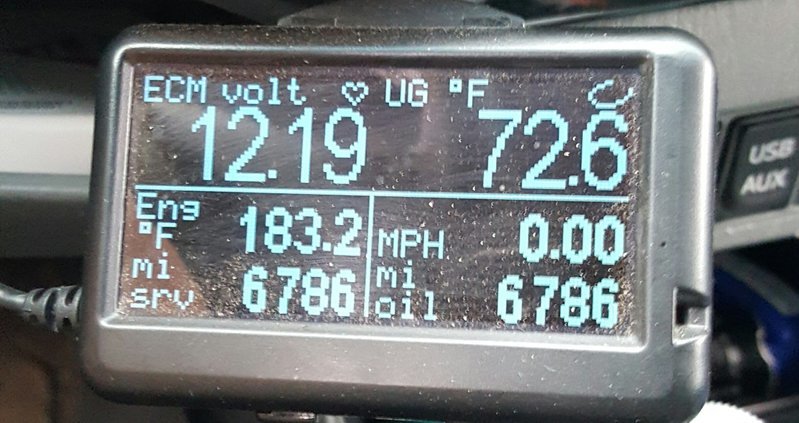 ECM volt ♡ UG °F
12.19 72.6
Eng °F 183.2 MPH 0.00
mi srv 6786 mi oil 6786
USB
AUX